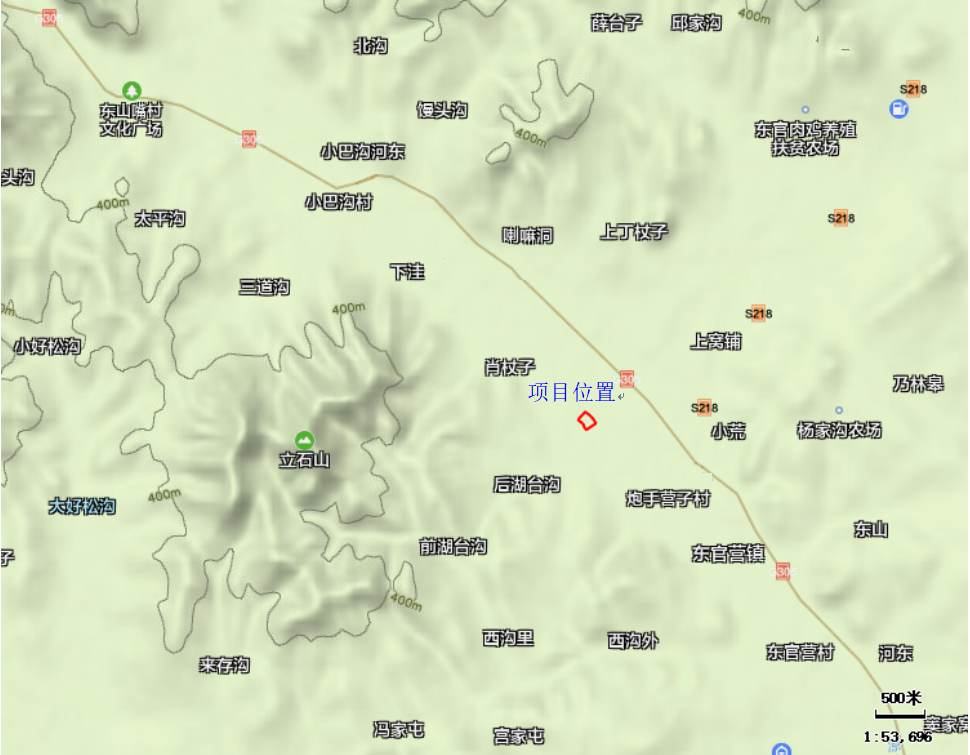 G305
薛台子
邱家沟
400m
北沟
S218
东山嘴村
文化广场
馒头沟
400m
东官肉鸡养殖
扶贫农场
30
小巴沟河东
头沟
小巴沟村
400m
太平沟
喇嘛洞
上丁杖子
S218
下洼
三道沟
400m
S218
小好松沟
上窝铺
肖杖子
30
项目位置
乃林皋
S218
小荒
杨家沟农场
立石山
后湖台沟
400m
大好松沟
炮手营子村
东山
前湖台沟
东官营镇
子
30
400m
西沟里
西沟外
东官营村
河东
来存沟
500米
冯家屯
宫家屯
1:53,696